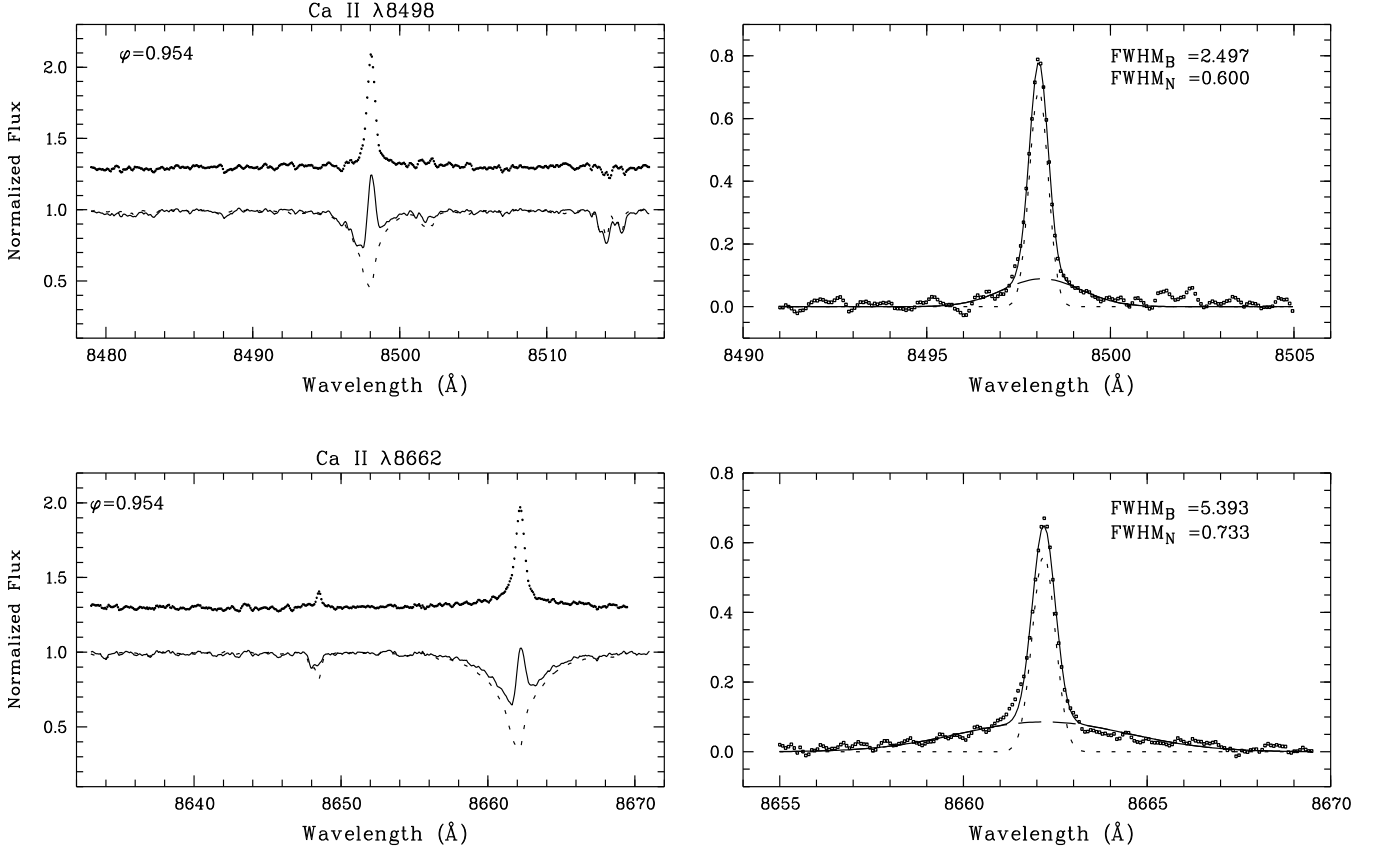 Ca II λ8498
φ=0.954
Normalized Flux
2.0
1.5
1.0
0.5
8480 8490 8500 8510
Wavelength (Å)
FWHM_B =2.497
FWHM_N =0.600
0.8
0.6
0.4
0.2
0.0
8490 8495 8500 8505
Wavelength (Å)
Ca II λ8662
φ=0.954
Normalized Flux
2.0
1.5
1.0
0.5
8640 8650 8660 8670
Wavelength (Å)
FWHM_B =5.393
FWHM_N =0.733
0.8
0.6
0.4
0.2
0.0
8655 8660 8665 8670
Wavelength (Å)